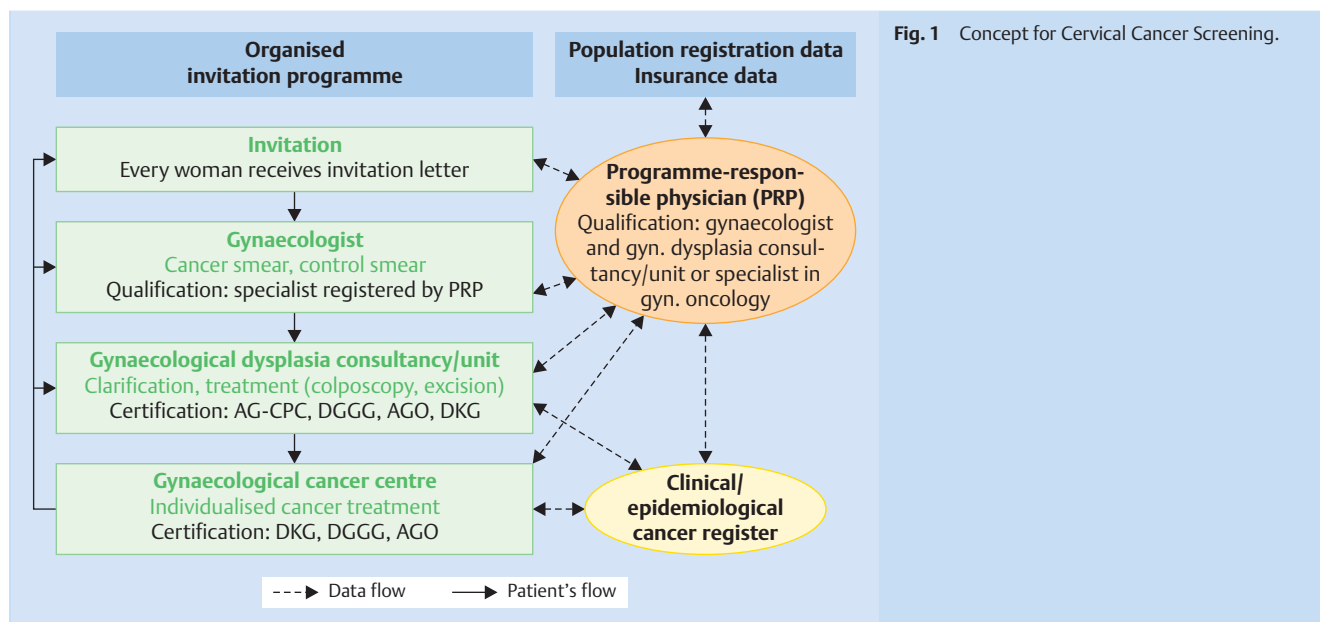 Organised
invitation programme
Population registration data
Insurance data
Fig. 1 Concept for Cervical Cancer Screening.
Invitation
Every woman receives invitation letter
Gynaecologist
Cancer smear, control smear
Qualification: specialist registered by PRP
Gynaecological dysplasia consultancy/unit
Clarification, treatment (colposcopy, excision)
Certification: AG-CPC, DGGG, AGO, DKG
Gynaecological cancer centre
Individualised cancer treatment
Certification: DKG, DGGG, AGO
Programme-respon-
sible physician (PRP)
Qualification: gynaecologist
and gyn. dysplasia consul-
tancy/unit or specialist in
gyn. oncology
Clinical/
epidemiological
cancer register
Data flow
Patient's flow